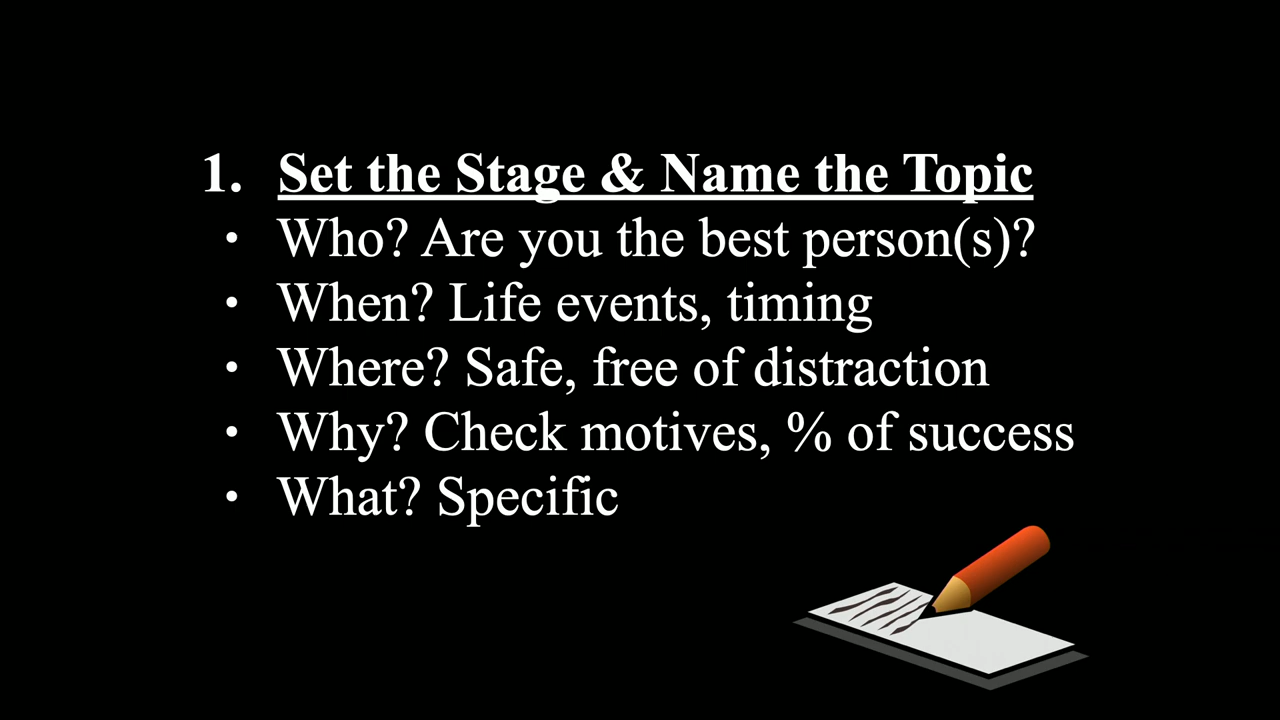 1. Set the Stage & Name the Topic
• Who? Are you the best person(s)?
• When? Life events, timing
• Where? Safe, free of distraction
• Why? Check motives, % of success
• What? Specific